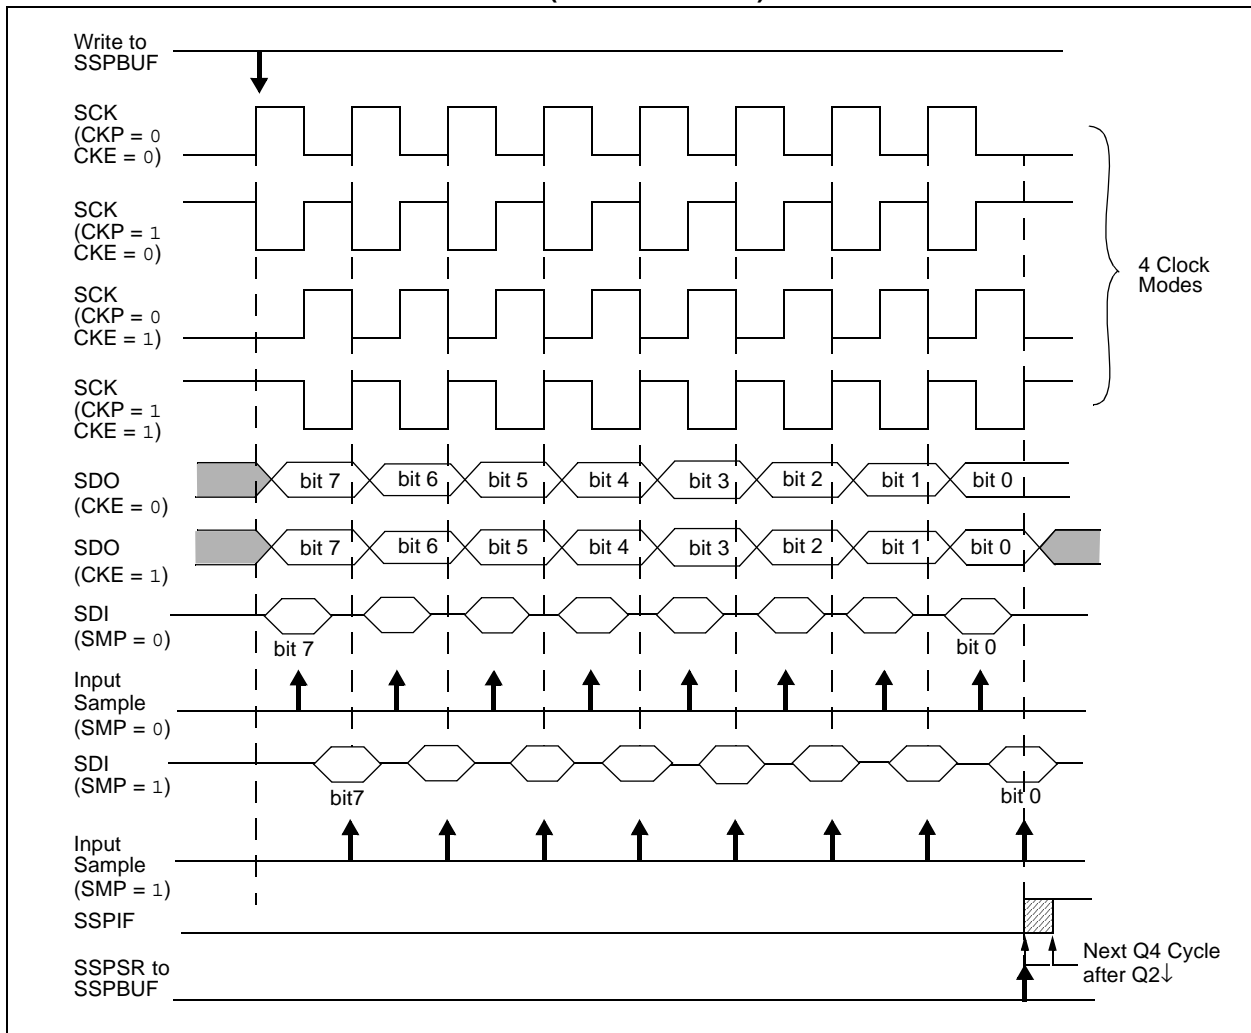 Write to
SSPBUF
SCK
(CKP = 0
CKE = 0)
SCK
(CKP = 1
CKE = 0)
4 Clock
Modes
SCK
(CKP = 0
CKE = 1)
SCK
(CKP = 1
CKE = 1)
SDO
(CKE = 0)
bit 7 bit 6 bit 5 bit 4 bit 3 bit 2 bit 1 bit 0
SDO
(CKE = 1)
bit 7 bit 6 bit 5 bit 4 bit 3 bit 2 bit 1 bit 0
SDI
(SMP = 0)
bit 7 bit 0
Input
Sample
(SMP = 0)
SDI
(SMP = 1)
bit7 bit 0
Input
Sample
(SMP = 1)
SSPIF
SSPSR to
SSPBUF
Next Q4 Cycle
after Q2↓